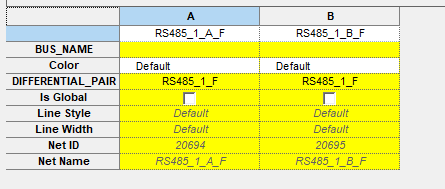 A B
RS485_1_A_F RS485_1_B_F
BUS_NAME
Color Default Default
DIFFERENTIAL_PAIR RS485_1_F RS485_1_F
Is Global
Line Style Default Default
Line Width Default Default
Net ID 20694 20695
Net Name RS485_1_A_F RS485_1_B_F